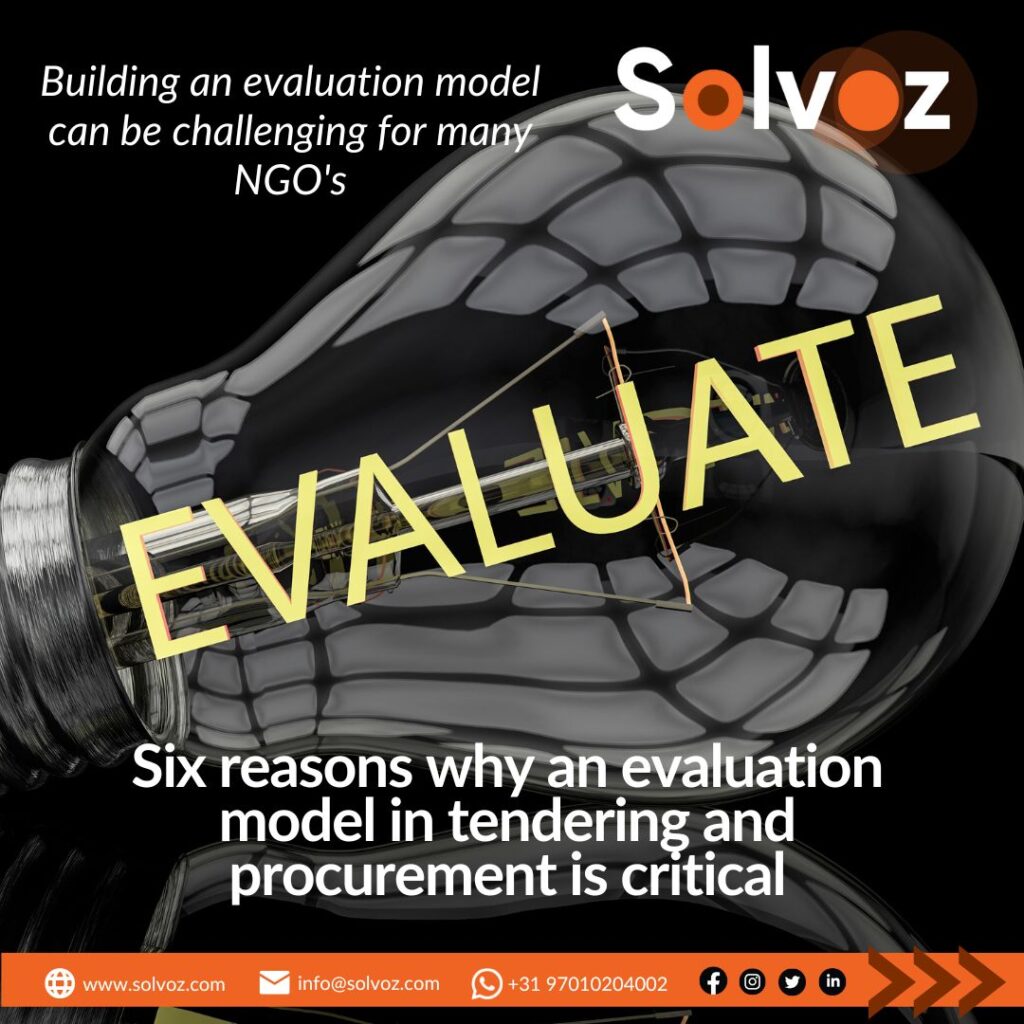 Building an evaluation model
can be challenging for many
NGO's
Solvoz
EVALUATE
Six reasons why an evaluation
model in tendering and
procurement is critical
www.solvoz.com info@solvoz.com +31 97010204002